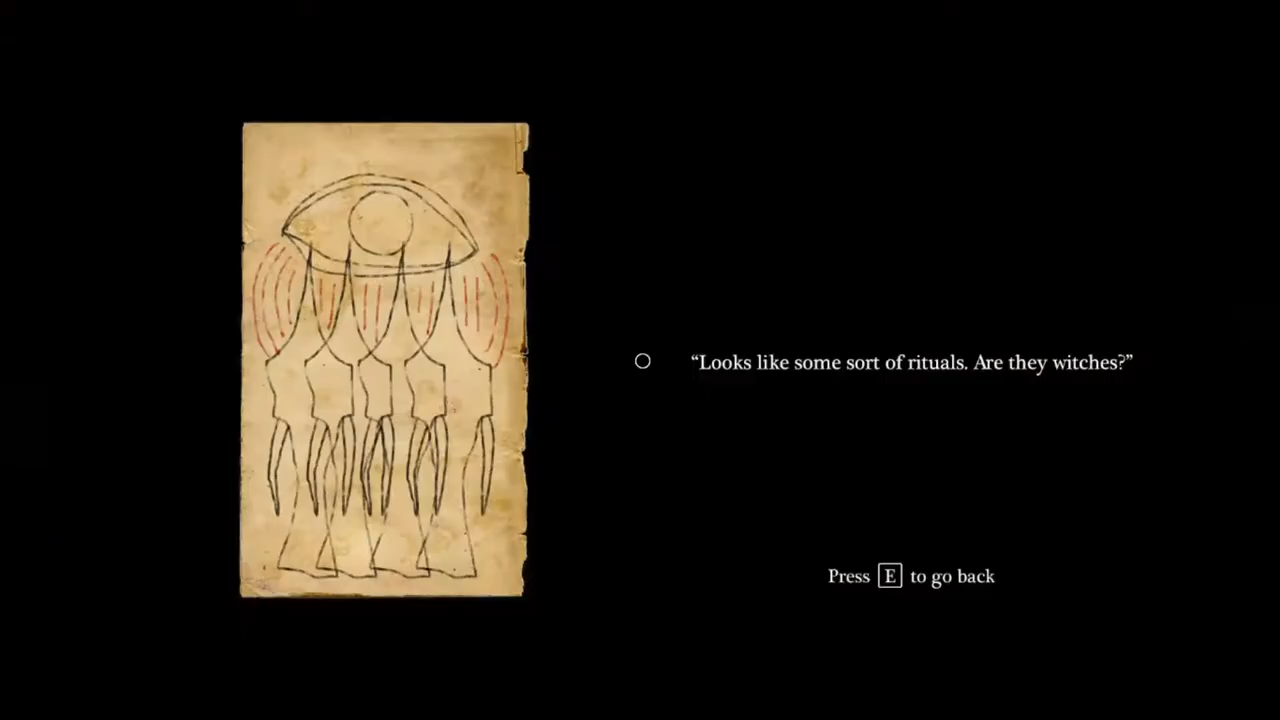 “Looks like some sort of rituals. Are they witches?”
Press E to go back